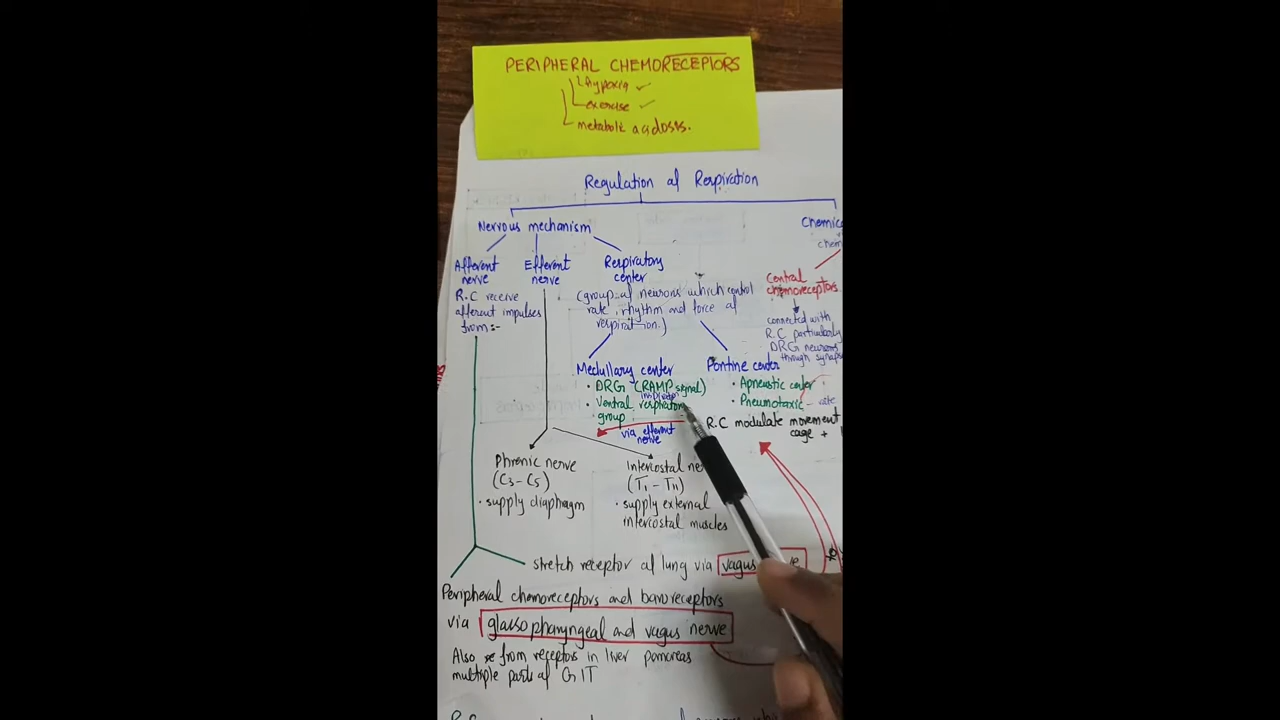 PERIPHERAL CHEMORECEPTORS
hypoxia ✓
exercise ✓
metabolic acidosis.
Regulation of Respiration
Nervous mechanism
Afferent
nerve
R.C receive
afferent impulses
from:-
Efferent
nerve
Respiratory
center
(group of neurons which control
rate, rhythm and force of
respiration.)
Medullary center
• DRG (RAMP signal)
• Ventral respiratory
group
via efferent
nerve
Pontine center
• Apneustic center
• Pneumotaxic - rate
R.C modulate movement
cage +
Chemic
chem
Central
chemoreceptors
connected with
R.C particularly
DRG neurons
through synaps
Phrenic nerve
(C3-C5)
• supply diaphragm
Intercostal ne
(T1 - T11)
• supply external
intercostal muscles
stretch receptor of lung via vagus
Peripheral chemoreceptors and baroreceptors
via glossopharyngeal and vagus nerve
Also from receptors in liver pancreas
multiple parts of GIT